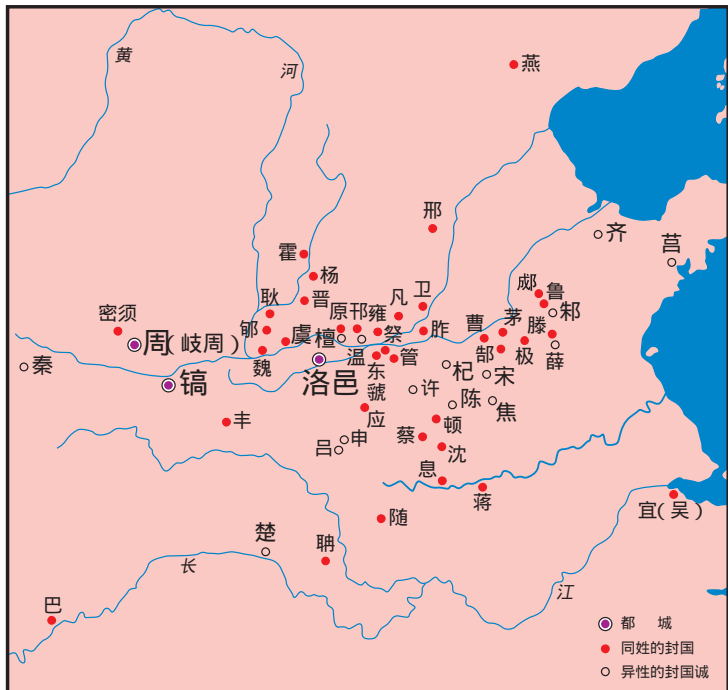 黄
河
燕
邢
齐
莒
霍
杨
晋
耿
郇
虞
魏
密须
周(岐周)
秦
镐
丰
原
邘
雍
凡
卫
檀
祭
胙
温
管
东虢
洛邑
曹
茅
郕
鲁
邾
滕
郜
极
薛
杞
宋
许
陈
焦
应
顿
蔡
沈
吕
申
息
蒋
随
宜(吴)
楚
聃
长
江
巴
都 城
同姓的封国
异性的封国诚